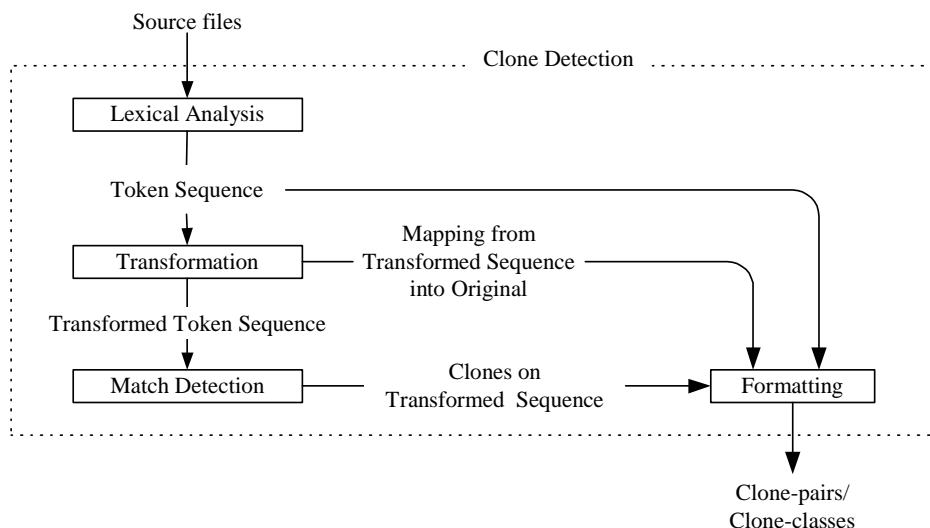 Source files
Clone Detection
Lexical Analysis
Token Sequence
Transformation
Mapping from
Transformed Sequence
into Original
Transformed Token Sequence
Match Detection
Clones on
Transformed Sequence
Formatting
Clone-pairs/
Clone-classes